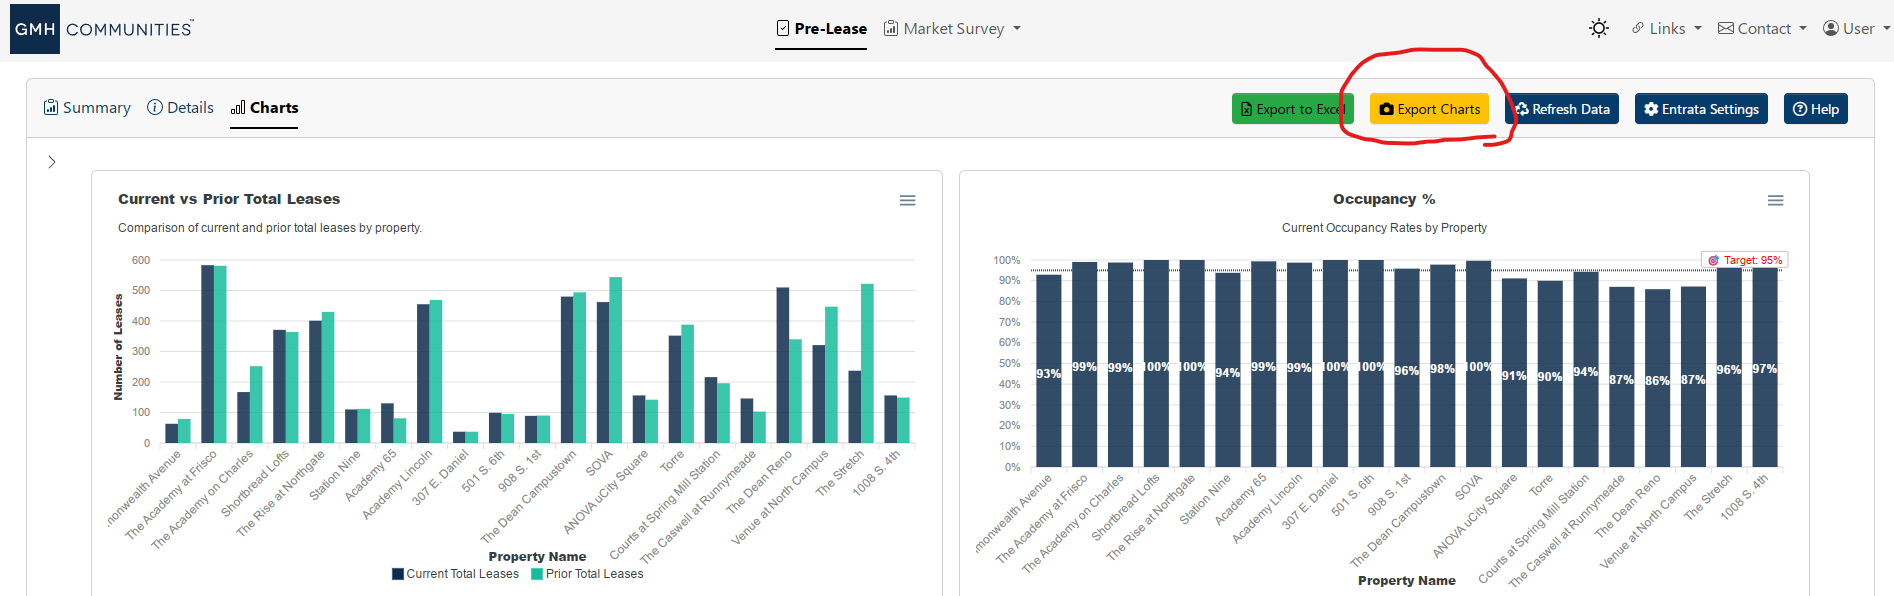 GMH COMMUNITIES™
Pre-Lease
Market Survey
Links
Contact
User
Summary
Details
Charts
Export to Excel
Export Charts
Refresh Data
Entrata Settings
Help
Current vs Prior Total Leases
Comparison of current and prior total leases by property.
Number of Leases
600
500
400
300
200
100
0
monwealth Avenue
The Academy at Frisco
The Academy on Charles
Shortbread Lofts
The Rise at Northgate
Station Nine
Academy 65
Academy Lincoln
307 E. Daniel
501 S. 6th
908 S. 1st
The Dean Campustown
SOVA
ANOVA uCity Square
Torre
Courts at Spring Mill Station
The Caswell at Runnymeade
The Dean Reno
Venue at North Campus
The Stretch
1008 S. 4th
Property Name
Current Total Leases
Prior Total Leases
Occupancy %
Current Occupancy Rates by Property
100%
90%
80%
70%
60%
50%
40%
30%
20%
10%
0%
Target: 95%
93%
99%
99%
100%
100%
94%
99%
99%
100%
100%
96%
98%
100%
91%
90%
94%
87%
86%
87%
96%
97%
monwealth Avenue
The Academy at Frisco
The Academy on Charles
Shortbread Lofts
The Rise at Northgate
Station Nine
Academy 65
Academy Lincoln
307 E. Daniel
501 S. 6th
908 S. 1st
The Dean Campustown
SOVA
ANOVA uCity Square
Torre
Courts at Spring Mill Station
The Caswell at Runnymeade
The Dean Reno
Venue at North Campus
The Stretch
1008 S. 4th
Property Name